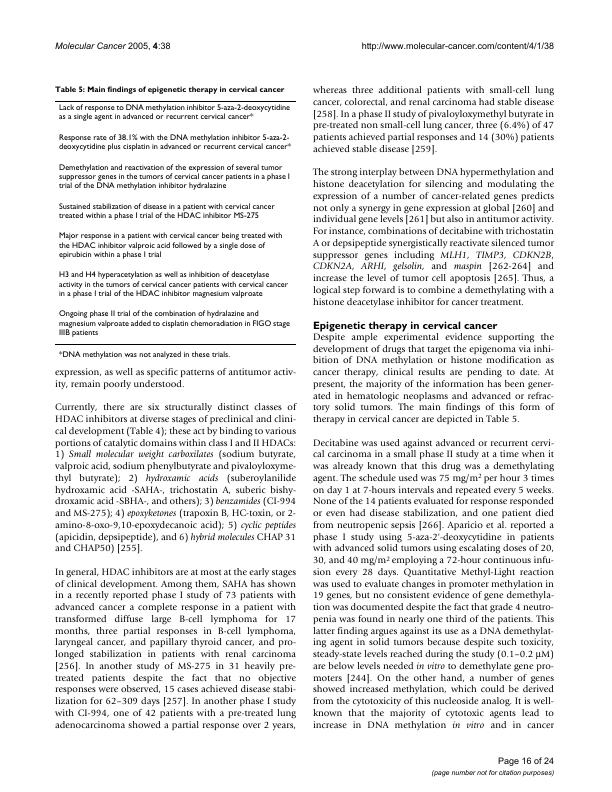 Molecular Cancer 2005, 4:38
http://www.molecular-cancer.com/content/4/1/38
Table 5: Main findings of epigenetic therapy in cervical cancer
Lack of response to DNA methylation inhibitor 5-aza-2-deoxycytidine
as a single agent in advanced or recurrent cervical cancer*
Response rate of 38.1% with the DNA methylation inhibitor 5-aza-2-
deoxycytidine plus cisplatin in advanced or recurrent cervical cancer*
Demethylation and reactivation of the expression of several tumor
suppressor genes in the tumors of cervical cancer patients in a phase I
trial of the DNA methylation inhibitor hydralazine
Sustained stabilization of disease in a patient with cervical cancer
treated within a phase I trial of the HDAC inhibitor MS-275
Major response in a patient with cervical cancer being treated with
the HDAC inhibitor valproic acid followed by a single dose of
epirubicin within a phase I trial
H3 and H4 hyperacetylation as well as inhibition of deacetylase
activity in the tumors of cervical cancer patients with cervical cancer
in a phase I trial of the HDAC inhibitor magnesium valproate
Ongoing phase II trial of the combination of hydralazine and
magnesium valproate added to cisplatin chemoradiation in FIGO stage
IIIB patients
*DNA methylation was not analyzed in these trials.
expression, as well as specific patterns of antitumor activ-
ity, remain poorly understood.
Currently, there are six structurally distinct classes of
HDAC inhibitors at diverse stages of preclinical and clini-
cal development (Table 4); these act by binding to various
portions of catalytic domains within class I and II HDACs:
1) Small molecular weight carboxilates (sodium butyrate,
valproic acid, sodium phenylbutyrate and pivaloyloxyme-
thyl butyrate); 2) hydroxamic acids (suberoylanilide
hydroxamic acid -SAHA-, trichostatin A, suberic bishy-
droxamic acid -SBHA-, and others); 3) benzamides (CI-994
and MS-275); 4) epoxyketones (trapoxin B, HC-toxin, or 2-
amino-8-oxo-9,10-epoxydecanoic acid); 5) cyclic peptides
(apicidin, depsipeptide), and 6) hybrid molecules CHAP 31
and CHAP50) [255].
In general, HDAC inhibitors are at most at the early stages
of clinical development. Among them, SAHA has shown
in a recently reported phase I study of 73 patients with
advanced cancer a complete response in a patient with
transformed diffuse large B-cell lymphoma for 17
months, three partial responses in B-cell lymphoma,
laryngeal cancer, and papillary thyroid cancer, and pro-
longed stabilization in patients with renal carcinoma
[256]. In another study of MS-275 in 31 heavily pre-
treated patients despite the fact that no objective
responses were observed, 15 cases achieved disease stabi-
lization for 62–309 days [257]. In another phase I study
with CI-994, one of 42 patients with a pre-treated lung
adenocarcinoma showed a partial response over 2 years,
whereas three additional patients with small-cell lung
cancer, colorectal, and renal carcinoma had stable disease
[258]. In a phase II study of pivaloyloxymethyl butyrate in
pre-treated non small-cell lung cancer, three (6.4%) of 47
patients achieved partial responses and 14 (30%) patients
achieved stable disease [259].
The strong interplay between DNA hypermethylation and
histone deacetylation for silencing and modulating the
expression of a number of cancer-related genes predicts
not only a synergy in gene expression at global [260] and
individual gene levels [261] but also in antitumor activity.
For instance, combinations of decitabine with trichostatin
A or depsipeptide synergistically reactivate silenced tumor
suppressor genes including MLH1, TIMP3, CDKN2B,
CDKN2A, ARHI, gelsolin, and maspin [262-264] and
increase the level of tumor cell apoptosis [265]. Thus, a
logical step forward is to combine a demethylating with a
histone deacetylase inhibitor for cancer treatment.
Epigenetic therapy in cervical cancer
Despite ample experimental evidence supporting the
development of drugs that target the epigenoma via inhi-
bition of DNA methylation or histone modification as
cancer therapy, clinical results are pending to date. At
present, the majority of the information has been gener-
ated in hematologic neoplasms and advanced or refrac-
tory solid tumors. The main findings of this form of
therapy in cervical cancer are depicted in Table 5.
Decitabine was used against advanced or recurrent cervi-
cal carcinoma in a small phase II study at a time when it
was already known that this drug was a demethylating
agent. The schedule used was 75 mg/m² per hour 3 times
on day 1 at 7-hours intervals and repeated every 5 weeks.
None of the 14 patients evaluated for response responded
or even had disease stabilization, and one patient died
from neutropenic sepsis [266]. Aparicio et al. reported a
phase I study using 5-aza-2'-deoxycytidine in patients
with advanced solid tumors using escalating doses of 20,
30, and 40 mg/m² employing a 72-hour continuous infu-
sion every 28 days. Quantitative Methyl-Light reaction
was used to evaluate changes in promoter methylation in
19 genes, but no consistent evidence of gene demethyla-
tion was documented despite the fact that grade 4 neutro-
penia was found in nearly one third of the patients. This
latter finding argues against its use as a DNA demethylat-
ing agent in solid tumors because despite such toxicity,
steady-state levels reached during the study (0.1–0.2 µM)
are below levels needed in vitro to demethylate gene pro-
moters [244]. On the other hand, a number of genes
showed increased methylation, which could be derived
from the cytotoxicity of this nucleoside analog. It is well-
known that the majority of cytotoxic agents lead to
increase in DNA methylation in vitro and in cancer
Page 16 of 24
(page number not for citation purposes)